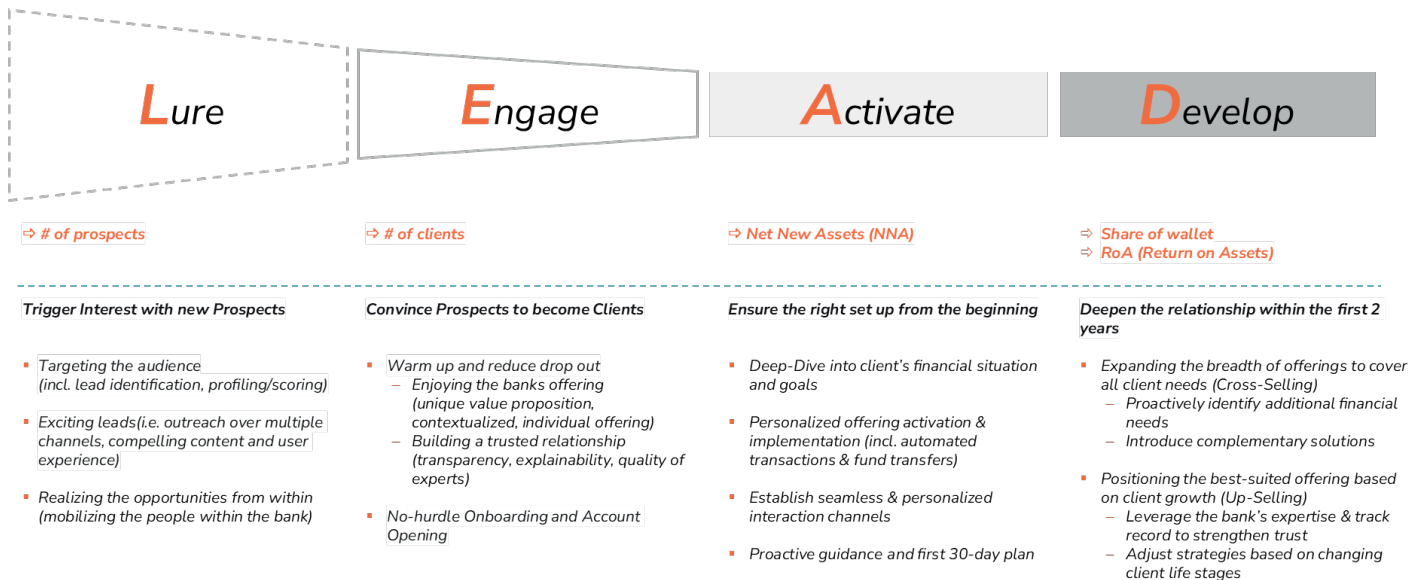 Lure
Engage
Activate
Develop
⇨ # of prospects
⇨ # of clients
⇨ Net New Assets (NNA)
⇨ Share of wallet
⇨ RoA (Return on Assets)
Trigger Interest with new Prospects
▪ Targeting the audience
(incl. lead identification, profiling/scoring)
▪ Exciting leads(i.e. outreach over multiple
channels, compelling content and user
experience)
▪ Realizing the opportunities from within
(mobilizing the people within the bank)
Convince Prospects to become Clients
▪ Warm up and reduce drop out
– Enjoying the banks offering
(unique value proposition,
contextualized, individual offering)
– Building a trusted relationship
(transparency, explainability, quality of
experts)
▪ No-hurdle Onboarding and Account
Opening
Ensure the right set up from the beginning
▪ Deep-Dive into client’s financial situation
and goals
▪ Personalized offering activation &
implementation (incl. automated
transactions & fund transfers)
▪ Establish seamless & personalized
interaction channels
▪ Proactive guidance and first 30-day plan
Deepen the relationship within the first 2
years
▪ Expanding the breadth of offerings to cover
all client needs (Cross-Selling)
– Proactively identify additional financial
needs
– Introduce complementary solutions
▪ Positioning the best-suited offering based
on client growth (Up-Selling)
– Leverage the bank’s expertise & track
record to strengthen trust
– Adjust strategies based on changing
client life stages